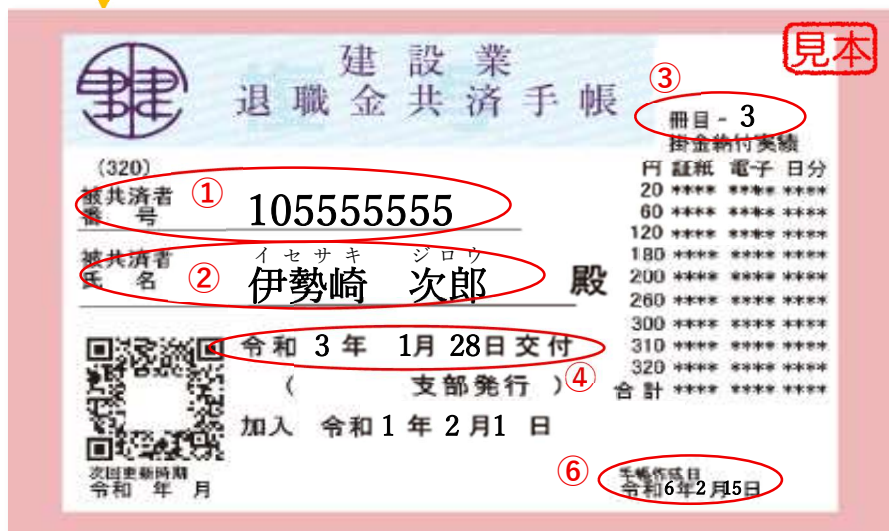 見本
建設業
退職金共済手帳
③
冊目 - 3
掛金納付実績
円 証紙 電子 日分
20 **** **** ****
60 **** **** ****
120 **** **** ****
180 **** **** ****
200 **** **** ****
260 **** **** ****
300 **** **** ****
310 **** **** ****
320 **** **** ****
合計 **** **** ****
(320)
被共済者
番号
①
105555555
イセサキ ジロウ
被共済者
氏名
②
伊勢崎 次郎 殿
令和 3 年 1月 28日 交付
④
( 支部発行 )
加入 令和 1 年 2 月1 日
次回更新時期
令和 年 月
⑥
手帳作成日
令和6年2月15日